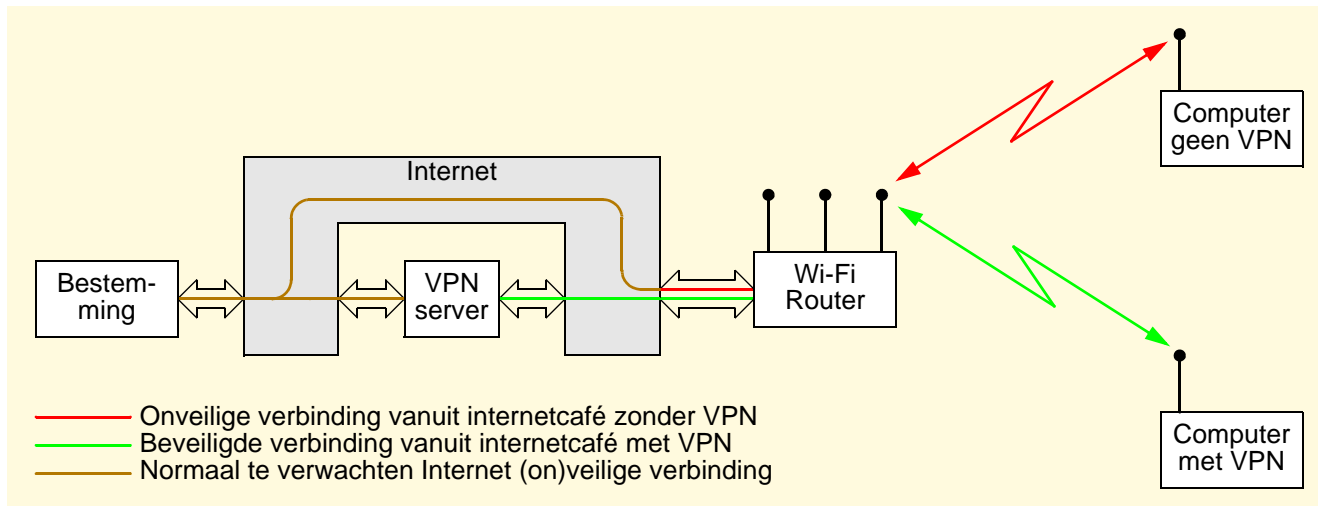 Computer
geen VPN
Internet
Bestem-
ming
VPN
server
Wi-Fi
Router
Onveilige verbinding vanuit internetcafé zonder VPN
Beveiligde verbinding vanuit internetcafé met VPN
Normaal te verwachten Internet (on)veilige verbinding
Computer
met VPN